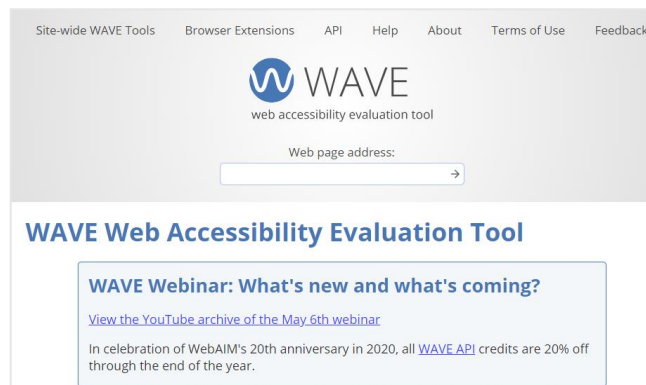 Site-wide WAVE Tools Browser Extensions API Help About Terms of Use Feedback
WAVE
web accessibility evaluation tool
Web page address:
WAVE Web Accessibility Evaluation Tool
WAVE Webinar: What's new and what's coming?
View the YouTube archive of the May 6th webinar
In celebration of WebAIM's 20th anniversary in 2020, all WAVE API credits are 20% off
through the end of the year.